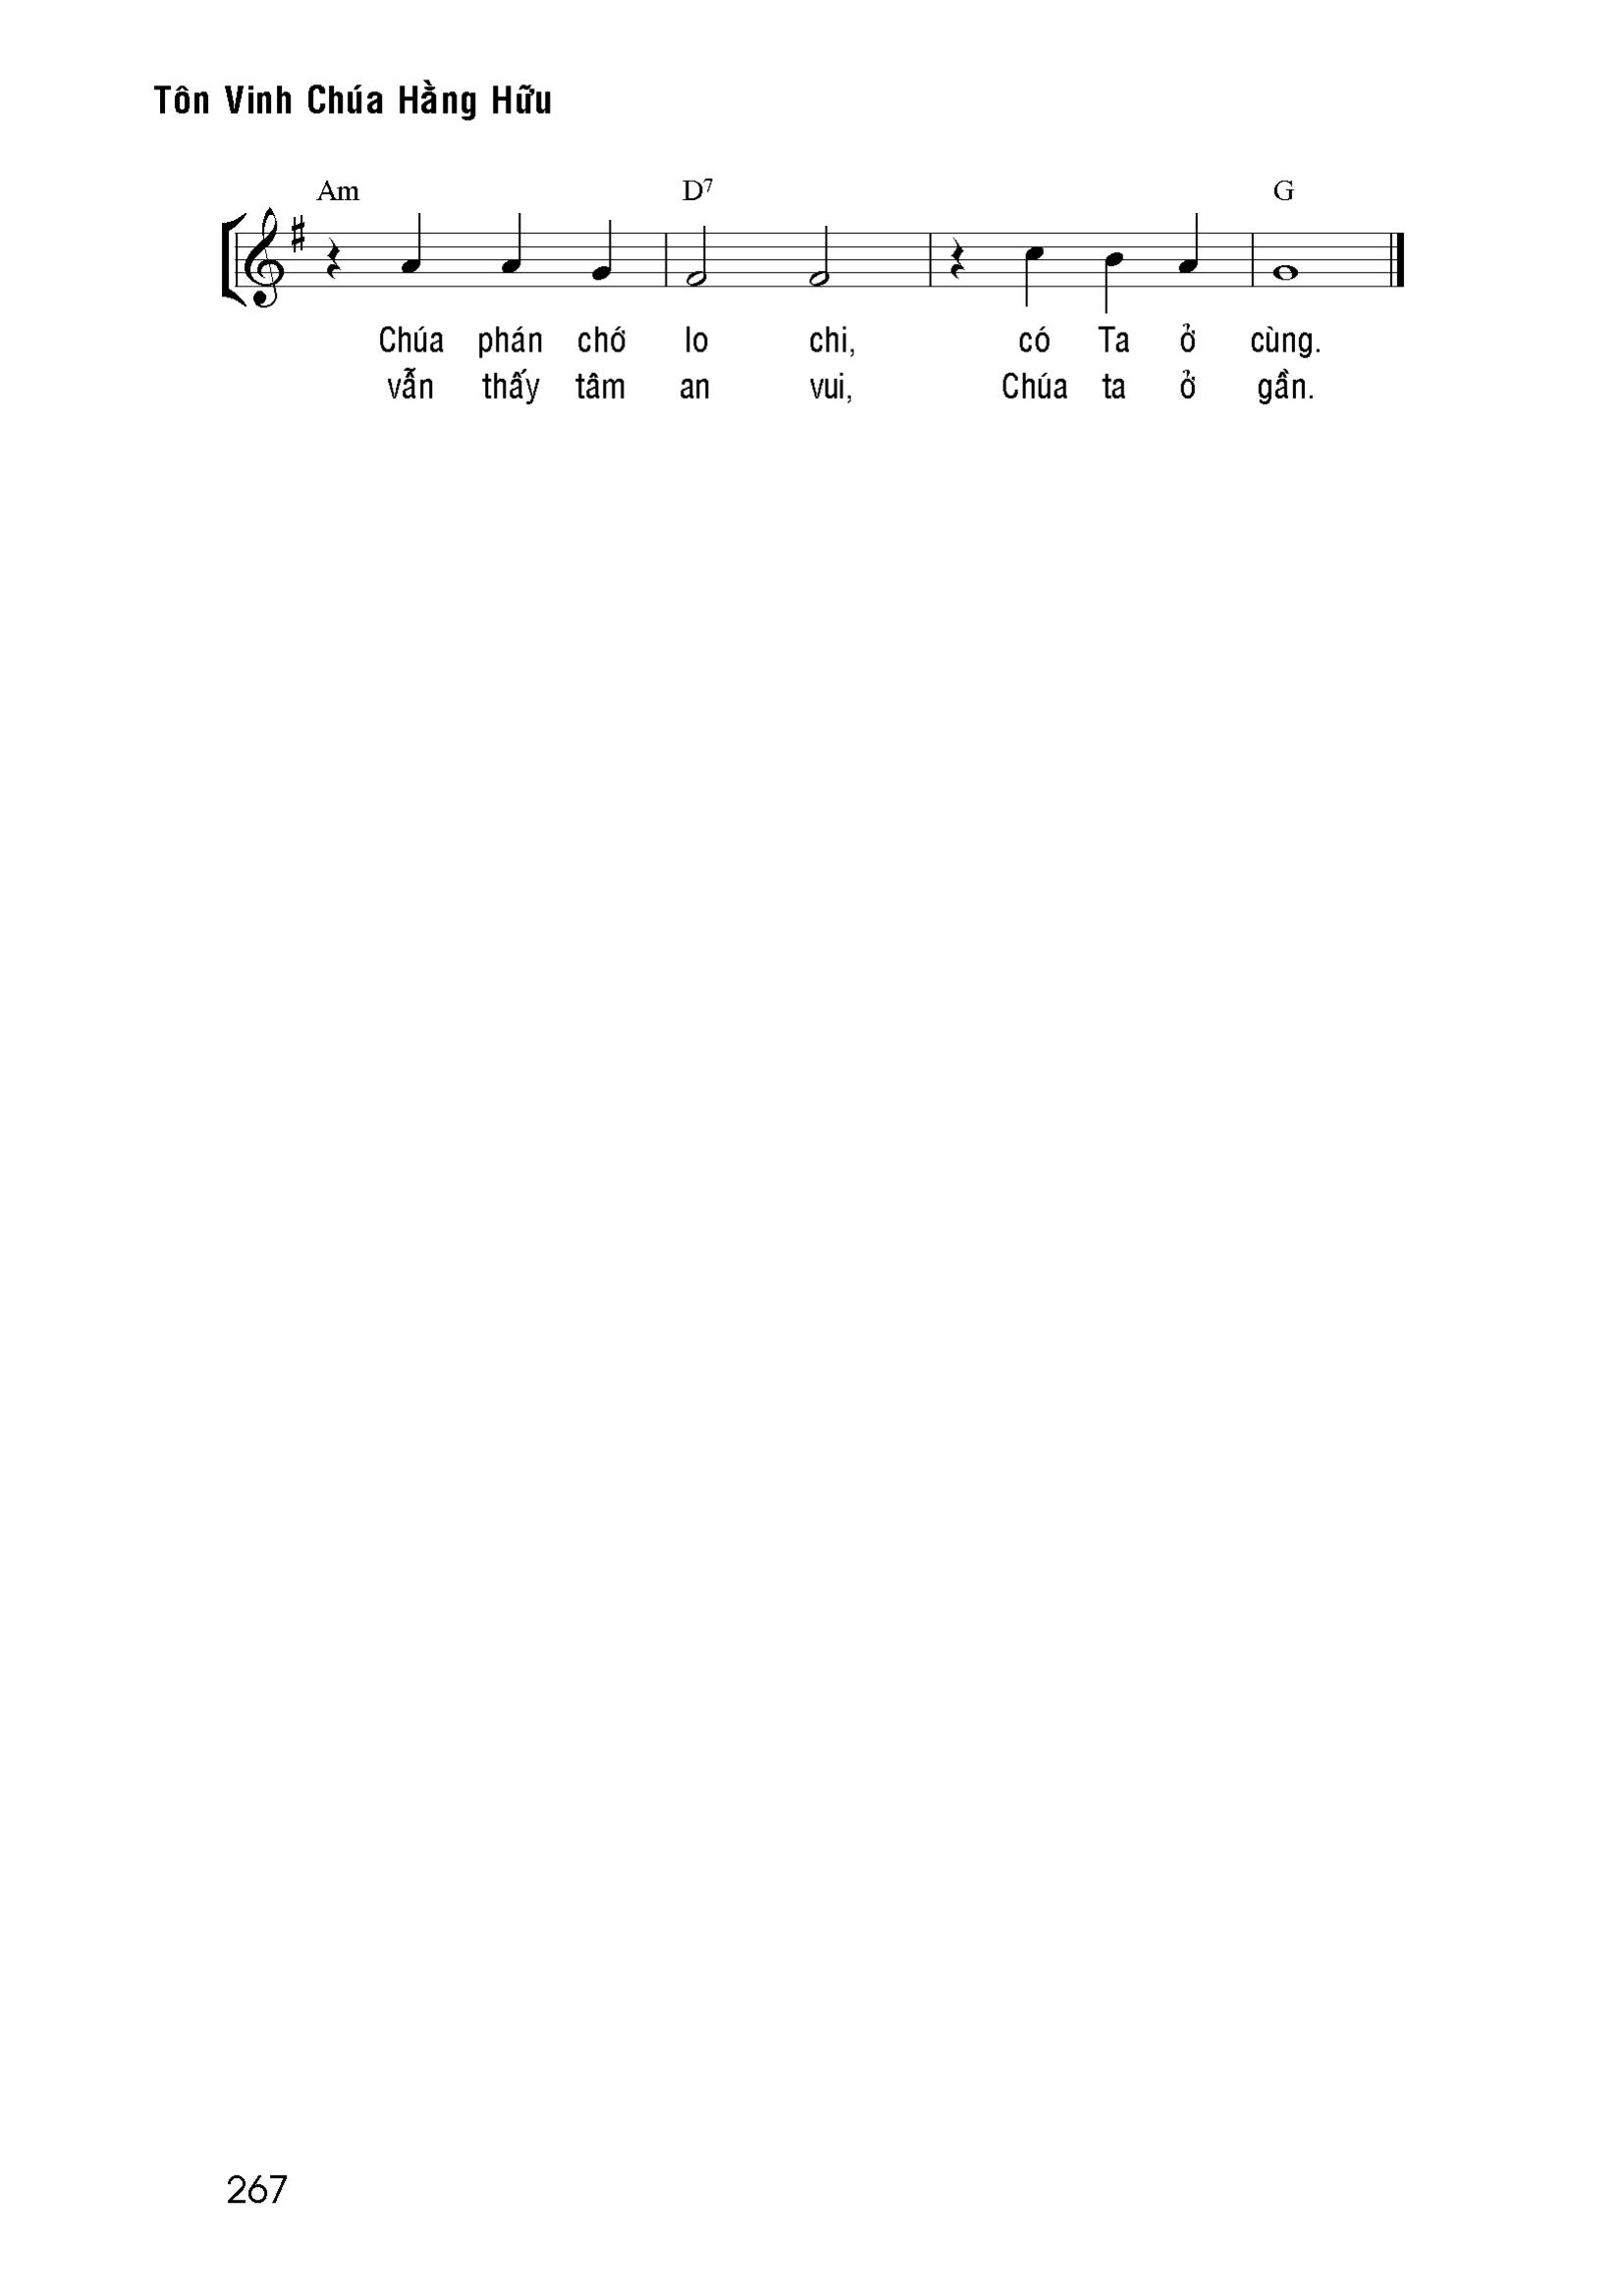 Tôn Vinh Chúa Hằng Hữu
Am D7 G
Chúa phán chớ lo chi, có Ta ở cùng.
vẫn thấy tâm an vui, Chúa ta ở gần.
267